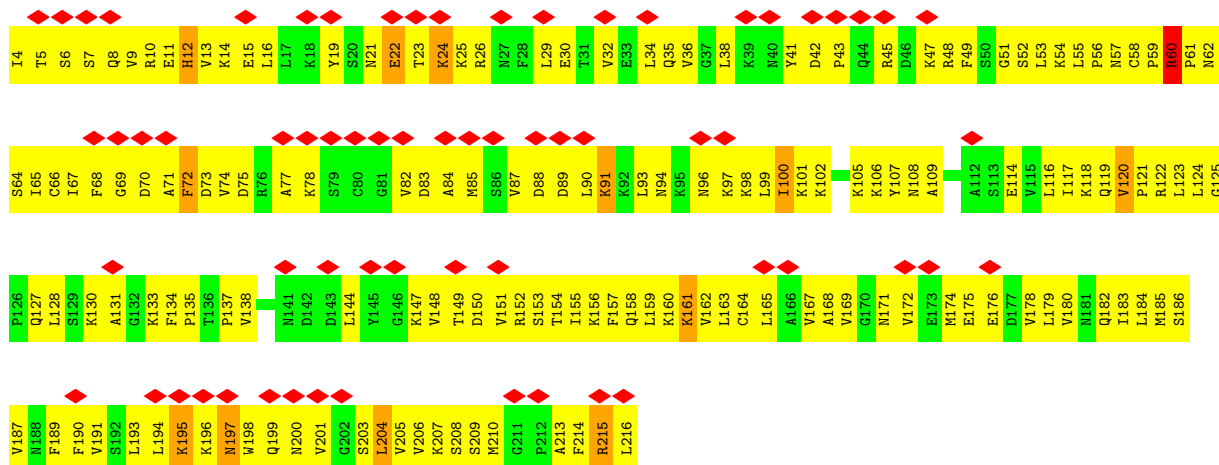 I4 T5 S6 S7 Q8 V9 R10 E11 H12 V13 K14 E15 L16 L17 K18 Y19 S20 N21 E22 T23 K24 K25 R26 N27 F28 L29 E30 T31 V32 E33 L34 Q35 V36 G37 L38 K39 N40 Y41 D42 P43 Q44 R45 D46 K47 R48 F49 S50 G51 S52 L53 K54 L55 P56 N57 C58 P59 R60 P61 N62
S64 I65 C66 I67 F68 G69 D70 A71 F72 D73 V74 D75 R76 A77 K78 S79 C80 G81 V82 D83 A84 M85 S86 V87 D88 D89 L90 K91 K92 L93 N94 K95 N96 K97 K98 L99 I100 K101 K102 K105 K106 Y107 N108 A109 A112 S113 E114 V115 L116 I117 K118 Q119 V120 P121 R122 L123 L124 G125
P126 Q127 L128 S129 K130 A131 G132 K133 F134 P135 T136 P137 V138 N141 D142 D143 L144 Y145 G146 K147 V148 T149 D150 V151 R152 S153 T154 I155 K156 F157 Q158 L159 K160 K161 V162 L163 C164 L165 A166 V167 A168 V169 G170 N171 V172 E173 M174 E175 E176 D177 V178 L179 V180 N181 Q182 I183 L184 M185 S186
V187 N188 F189 F190 V191 S192 L193 L194 K195 K196 N197 W198 Q199 N200 V201 G202 S203 L204 V205 V206 K207 S208 S209 M210 G211 P212 A213 F214 R215 L216